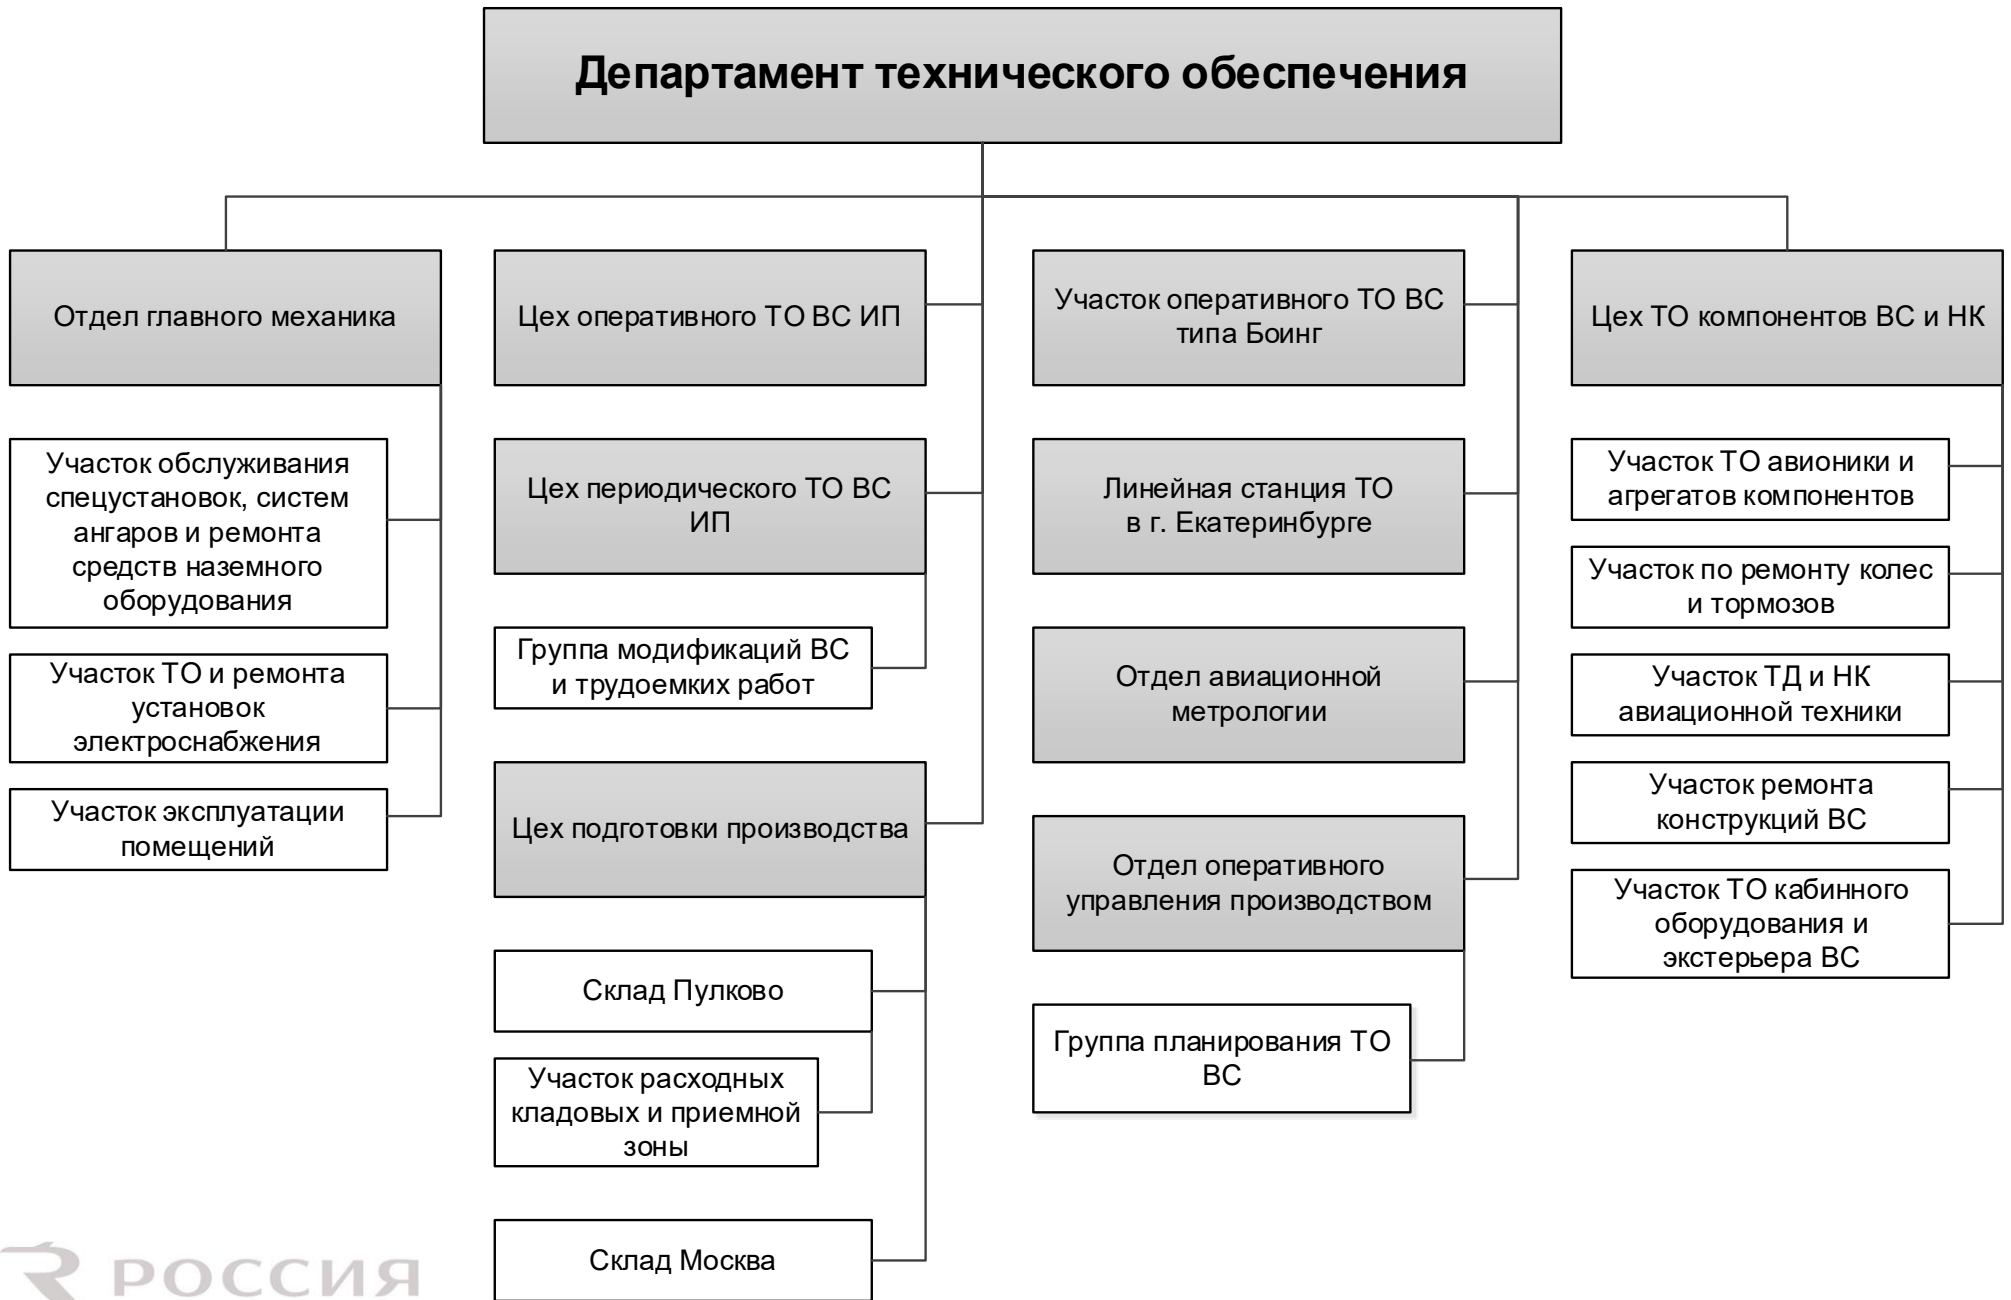 Департамент технического обеспечения
Отдел главного механика
Участок обслуживания
спецустановок, систем
ангаров и ремонта
средств наземного
оборудования
Участок ТО и ремонта
установок
электроснабжения
Участок эксплуатации
помещений
Цех оперативного ТО ВС ИП
Цех периодического ТО ВС
ИП
Группа модификаций ВС
и трудоемких работ
Цех подготовки производства
Склад Пулково
Участок расходных
кладовых и приемной
зоны
Склад Москва
Участок оперативного ТО ВС
типа Боинг
Линейная станция ТО
в г. Екатеринбурге
Отдел авиационной
метрологии
Отдел оперативного
управления производством
Группа планирования ТО
ВС
Цех ТО компонентов ВС и НК
Участок ТО авионики и
агрегатов компонентов
Участок по ремонту колес
и тормозов
Участок ТД и НК
авиационной техники
Участок ремонта
конструкций ВС
Участок ТО кабинного
оборудования и
экстерьера ВС
РОССИЯ